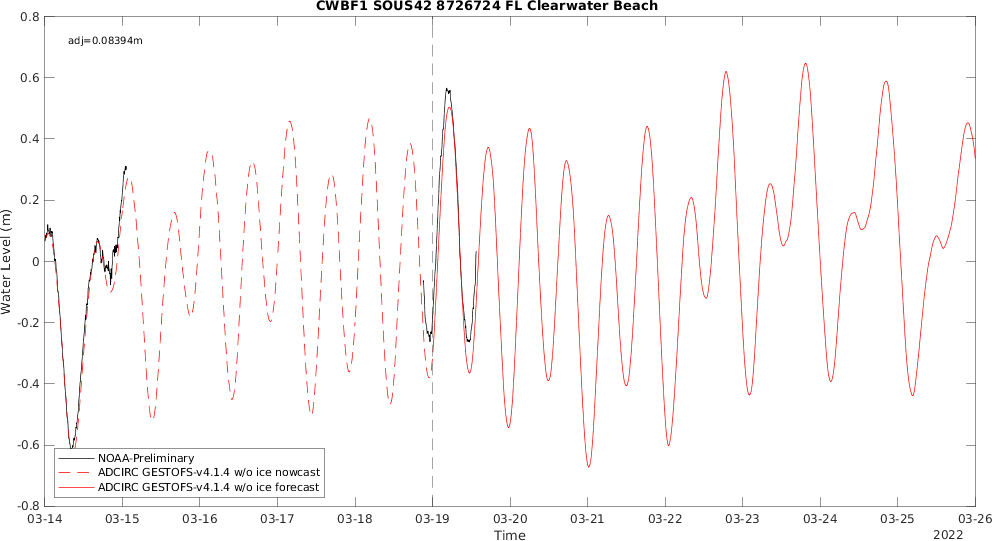 CWBF1 SOUS42 8726724 FL Clearwater Beach
adj=0.08394m
0.8
0.6
0.4
0.2
0
-0.2
-0.4
-0.6
-0.8
Water Level (m)
NOAA-Preliminary
ADCIRC GESTOFS-v4.1.4 w/o ice nowcast
ADCIRC GESTOFS-v4.1.4 w/o ice forecast
03-14 03-15 03-16 03-17 03-18 03-19 03-20 03-21 03-22 03-23 03-24 03-25 03-26
Time
2022